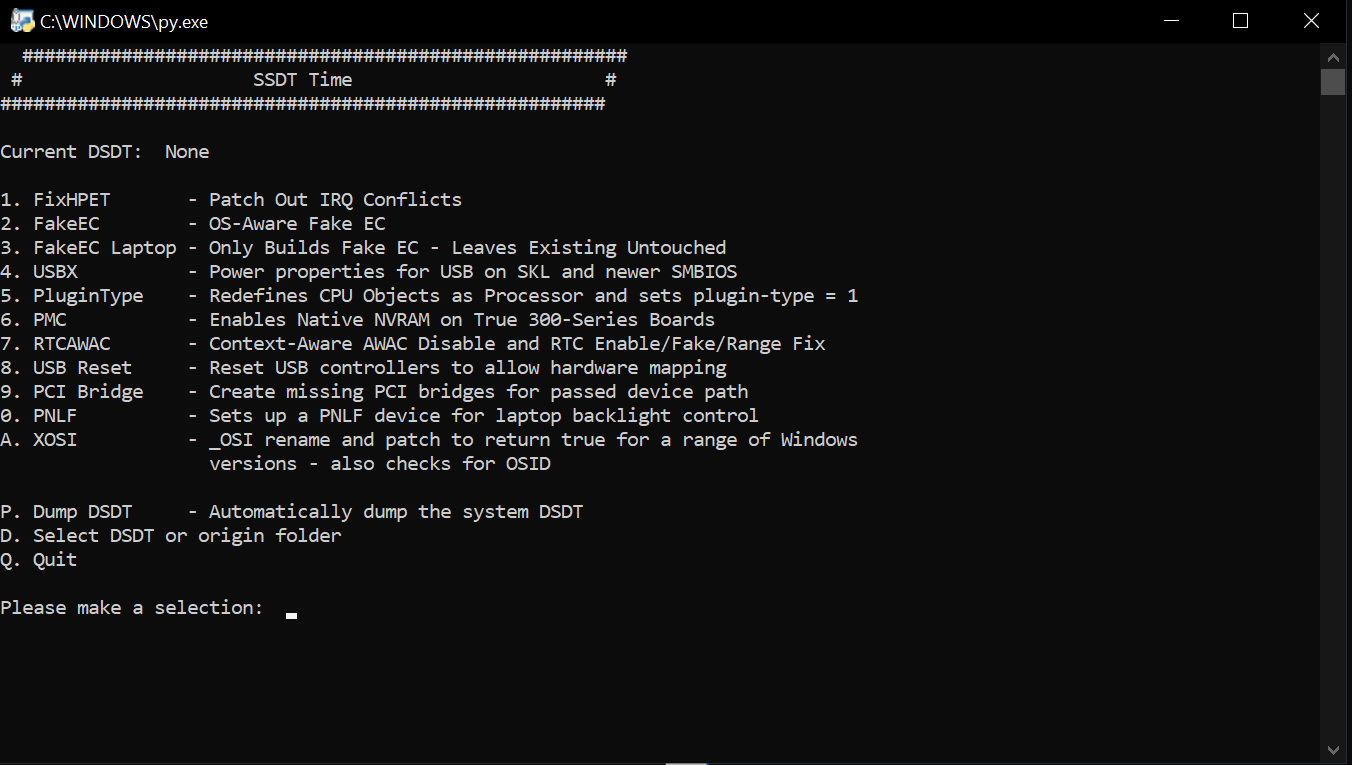 C:\WINDOWS\py.exe
#######################################################
# SSDT Time #
#######################################################
Current DSDT: None
1. FixHPET - Patch Out IRQ Conflicts
2. FakeEC - OS-Aware Fake EC
3. FakeEC Laptop - Only Builds Fake EC - Leaves Existing Untouched
4. USBX - Power properties for USB on SKL and newer SMBIOS
5. PluginType - Redefines CPU Objects as Processor and sets plugin-type = 1
6. PMC - Enables Native NVRAM on True 300-Series Boards
7. RTCAWAC - Context-Aware AWAC Disable and RTC Enable/Fake/Range Fix
8. USB Reset - Reset USB controllers to allow hardware mapping
9. PCI Bridge - Create missing PCI bridges for passed device path
0. PNLF - Sets up a PNLF device for laptop backlight control
A. XOSI - _OSI rename and patch to return true for a range of Windows
versions - also checks for OSID
P. Dump DSDT - Automatically dump the system DSDT
D. Select DSDT or origin folder
Q. Quit
Please make a selection: